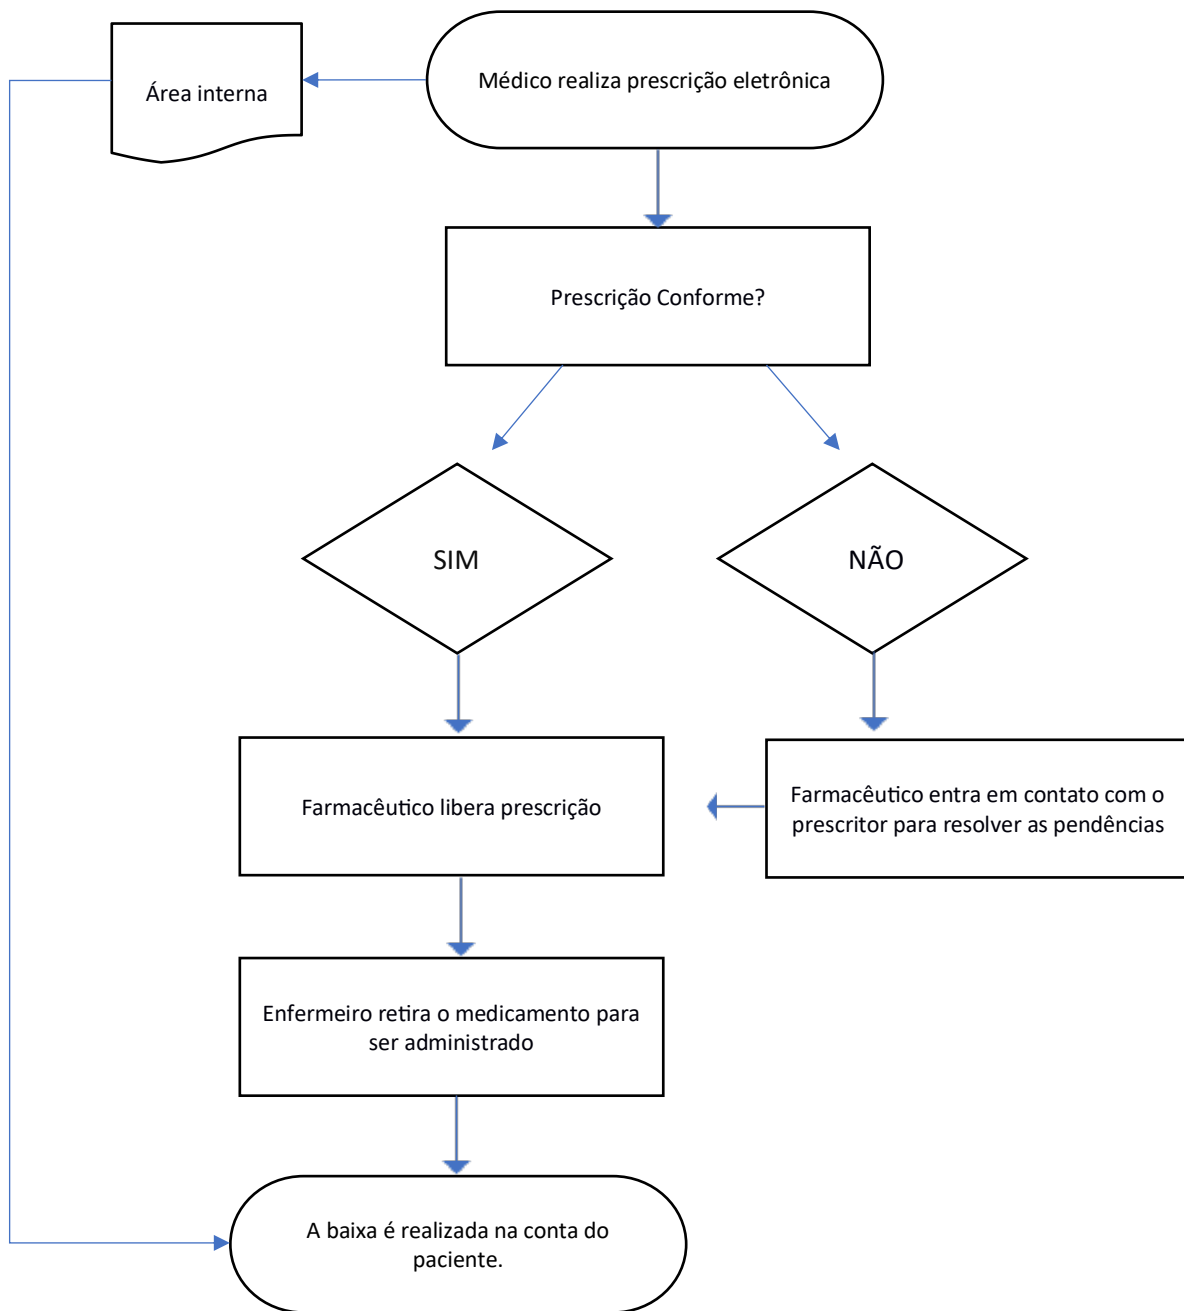 Área interna
Médico realiza prescrição eletrônica
Prescrição Conforme?
SIM
NÃO
Farmacêutico libera prescrição
Farmacêutico entra em contato com o
prescritor para resolver as pendências
Enfermeiro retira o medicamento para
ser administrado
A baixa é realizada na conta do
paciente.